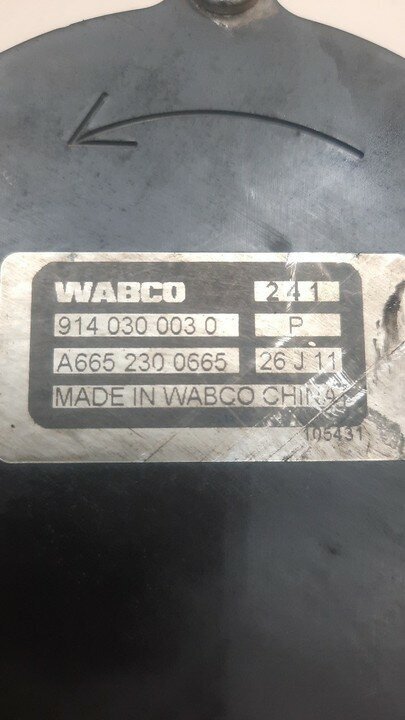 WABCO 241
914 030 003 0 P
A665 230 0665 26 J 11
MADE IN WABCO CHINA
105431